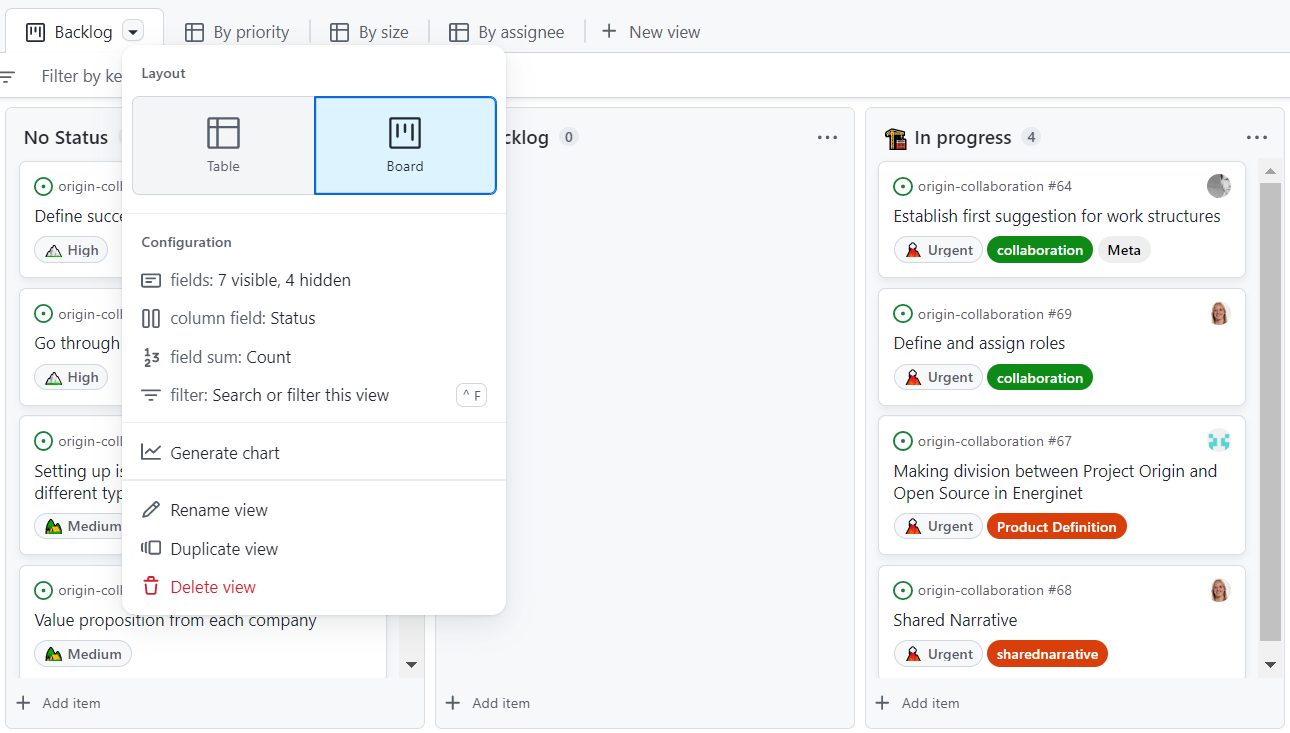 Backlog
By priority
By size
By assignee
New view
Filter by ke
Layout
Table
Board
Configuration
fields: 7 visible, 4 hidden
column field: Status
field sum: Count
filter: Search or filter this view
^ F
Generate chart
Rename view
Duplicate view
Delete view
No Status
origin-coll
Define succe
High
origin-coll
Go through
High
origin-coll
Setting up is
different typ
Medium
origin-coll
Value proposition from each company
Medium
Add item
cklog 0
Add item
In progress 4
origin-collaboration #64
Establish first suggestion for work structures
Urgent collaboration Meta
origin-collaboration #69
Define and assign roles
Urgent collaboration
origin-collaboration #67
Making division between Project Origin and
Open Source in Energinet
Urgent Product Definition
origin-collaboration #68
Shared Narrative
Urgent sharednarrative
Add item